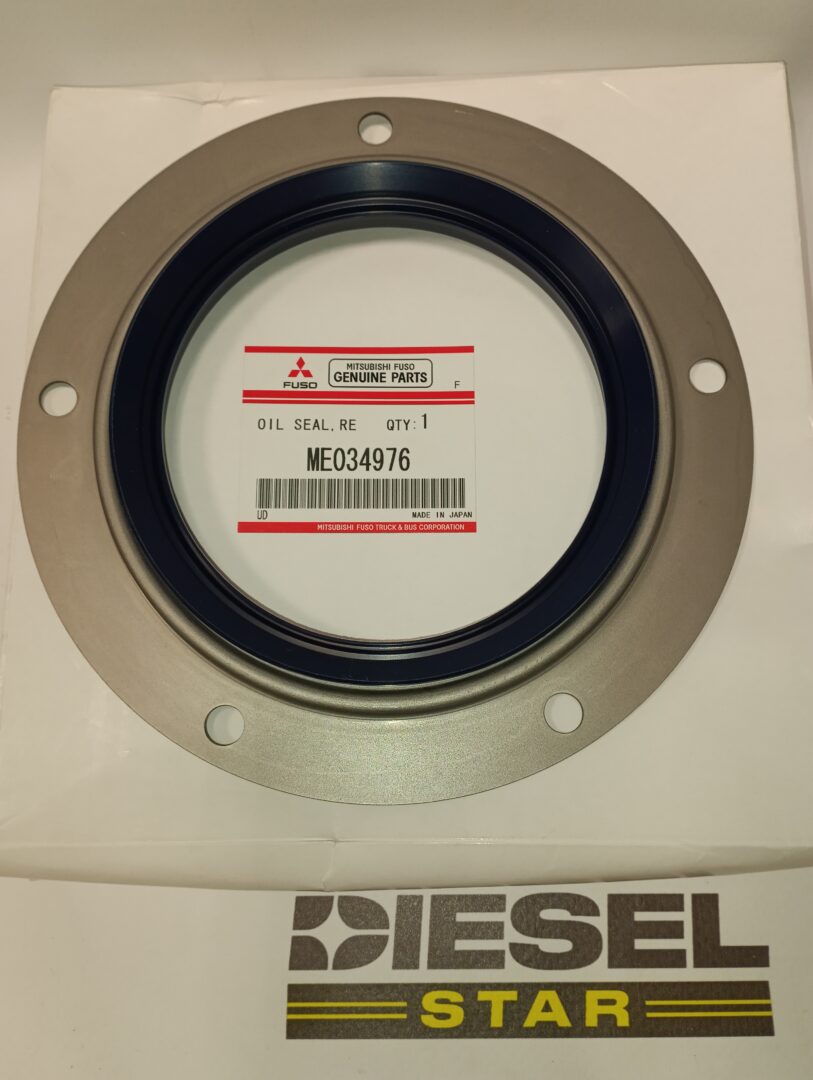 MITSUBISHI FUSO
GENUINE PARTS
FUSO
F
OIL SEAL,RE QTY:1
ME034976
UD MADE IN JAPAN
MITSUBISHI FUSO TRUCK & BUS CORPORATION
DIESEL
STAR